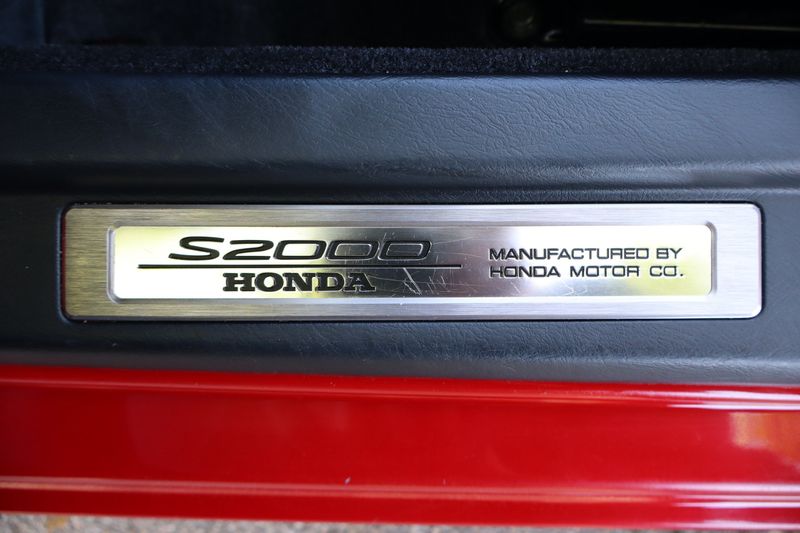 S2000
HONDA
MANUFACTURED BY
HONDA MOTOR CO.